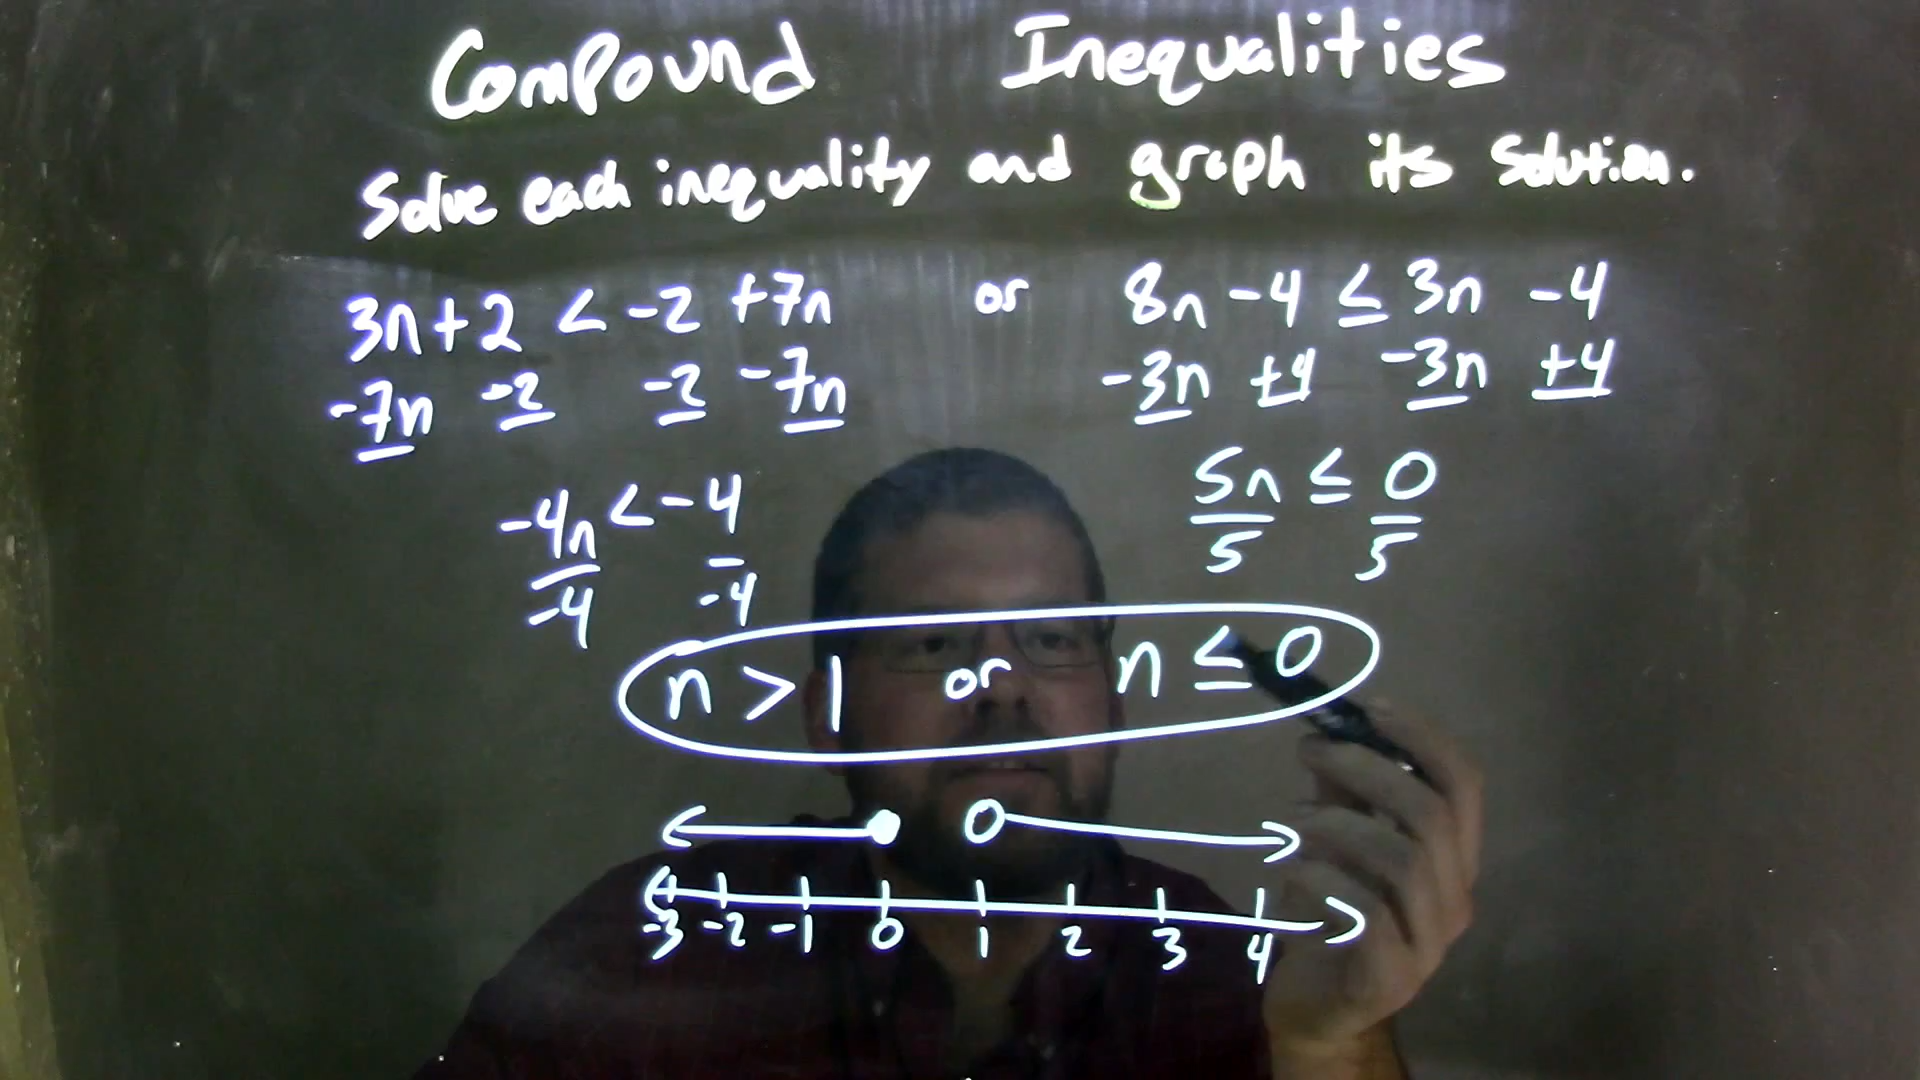 Compound Inequalities
Solve each inequality and graph its solution.
3n+2 < -2 +7n or 8n -4 ≤ 3n -4
-7n -2 -2 -7n -3n +4 -3n +4
-4n < -4 5n ≤ 0
-4 -4 5 5
n > 1 or n ≤ 0
-3 -2 -1 0 1 2 3 4